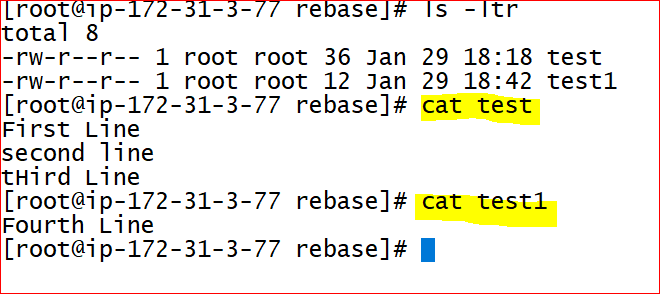 [root@ip-172-31-3-77 rebase]# ls -ltr
total 8
-rw-r--r-- 1 root root 36 Jan 29 18:18 test
-rw-r--r-- 1 root root 12 Jan 29 18:42 test1
[root@ip-172-31-3-77 rebase]# cat test
First Line
second line
tHird Line
[root@ip-172-31-3-77 rebase]# cat test1
Fourth Line
[root@ip-172-31-3-77 rebase]#